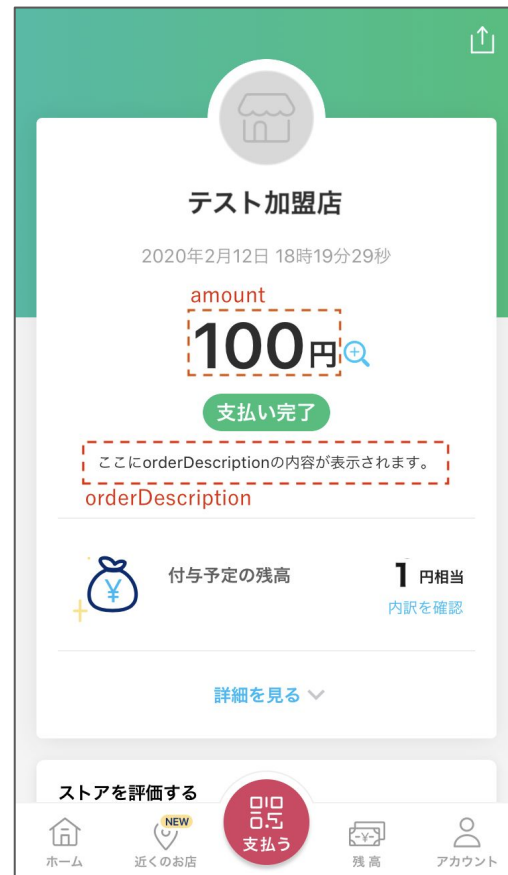 テスト加盟店
2020年2月12日 18時19分29秒
amount
100円
支払い完了
ここにorderDescriptionの内容が表示されます。
orderDescription
¥
付与予定の残高
1 円相当
内訳を確認
詳細を見る
ストアを評価する
ホーム
NEW
近くのお店
支払う
¥
残高
アカウント